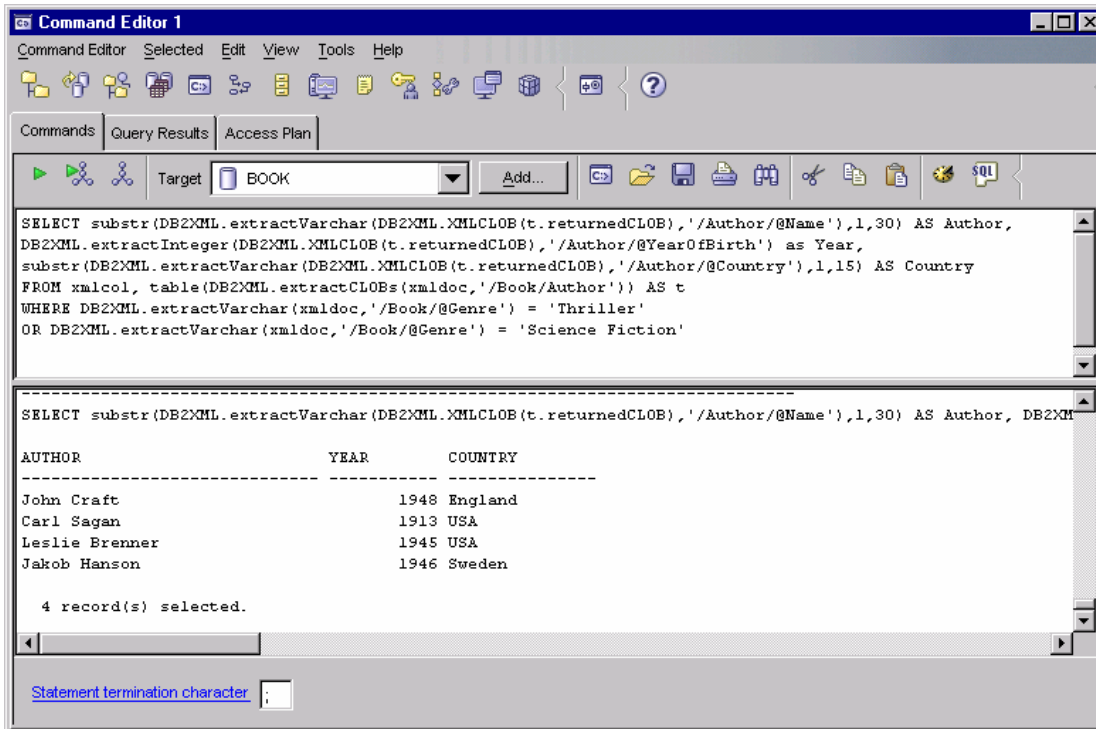 Command Editor 1
Command Editor Selected Edit View Tools Help
Commands Query Results Access Plan
Target BOOK Add... SQL
SELECT substr(DB2XML.extractVarchar(DB2XML.XMLCLOB(t.returnedCLOB),'/Author/@Name'),1,30) AS Author,
DB2XML.extractInteger(DB2XML.XMLCLOB(t.returnedCLOB),'/Author/@YearOfBirth') as Year,
substr(DB2XML.extractVarchar(DB2XML.XMLCLOB(t.returnedCLOB),'/Author/@Country'),1,15) AS Country
FROM xmlcol, table(DB2XML.extractCLOBs(xmldoc,'/Book/Author')) AS t
WHERE DB2XML.extractVarchar(xmldoc,'/Book/@Genre') = 'Thriller'
OR DB2XML.extractVarchar(xmldoc,'/Book/@Genre') = 'Science Fiction'
------------------------------------------------------------------------------
SELECT substr(DB2XML.extractVarchar(DB2XML.XMLCLOB(t.returnedCLOB),'/Author/@Name'),1,30) AS Author, DB2XM
AUTHOR YEAR COUNTRY
------------------------------ ----------- ---------------
John Craft 1948 England
Carl Sagan 1913 USA
Leslie Brenner 1945 USA
Jakob Hanson 1946 Sweden
4 record(s) selected.
Statement termination character ;